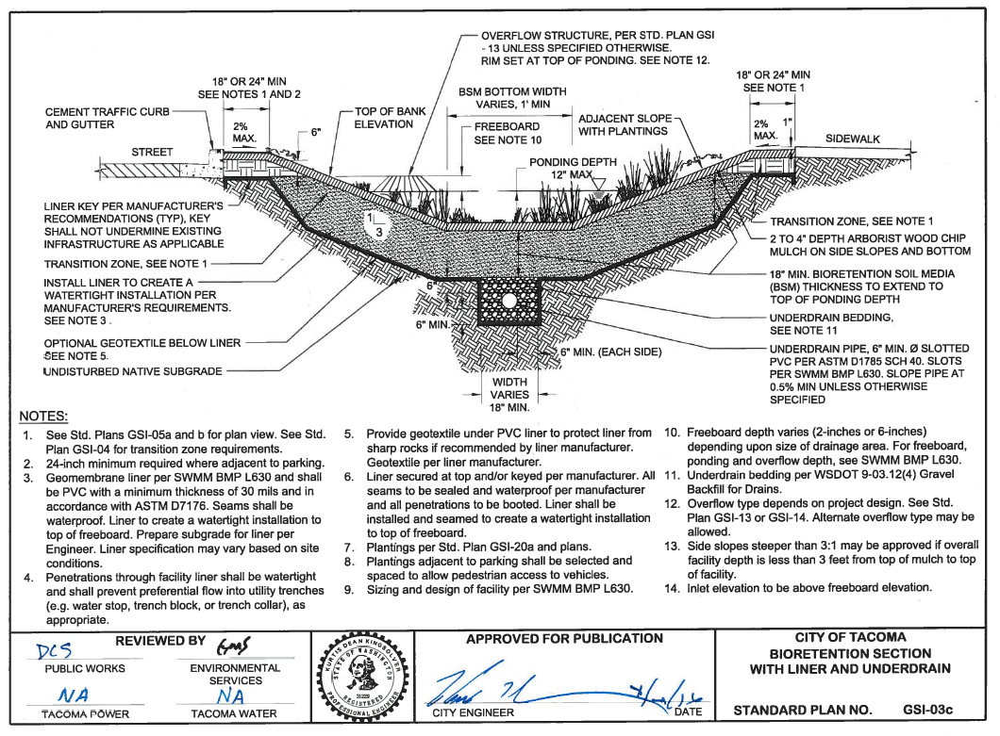 OVERFLOW STRUCTURE, PER STD. PLAN GSI
- 13 UNLESS SPECIFIED OTHERWISE.
RIM SET AT TOP OF PONDING. SEE NOTE 12.
18" OR 24" MIN
SEE NOTES 1 AND 2
18" OR 24" MIN
SEE NOTE 1
BSM BOTTOM WIDTH
VARIES, 1' MIN
CEMENT TRAFFIC CURB
AND GUTTER
TOP OF BANK
ELEVATION
FREEBOARD
SEE NOTE 10
ADJACENT SLOPE
WITH PLANTINGS
2%
MAX.
6"
2%
MAX.
1"
STREET
SIDEWALK
PONDING DEPTH
12" MAX
LINER KEY PER MANUFACTURER'S
RECOMMENDATIONS (TYP), KEY
SHALL NOT UNDERMINE EXISTING
INFRASTRUCTURE AS APPLICABLE
1
3
TRANSITION ZONE, SEE NOTE 1
INSTALL LINER TO CREATE A
WATERTIGHT INSTALLATION PER
MANUFACTURER'S REQUIREMENTS.
SEE NOTE 3 .
OPTIONAL GEOTEXTILE BELOW LINER
SEE NOTE 5.
UNDISTURBED NATIVE SUBGRADE
TRANSITION ZONE, SEE NOTE 1
2 TO 4" DEPTH ARBORIST WOOD CHIP
MULCH ON SIDE SLOPES AND BOTTOM
18" MIN. BIORETENTION SOIL MEDIA
(BSM) THICKNESS TO EXTEND TO
TOP OF PONDING DEPTH
UNDERDRAIN BEDDING,
SEE NOTE 11
UNDERDRAIN PIPE, 6" MIN. Ø SLOTTED
PVC PER ASTM D1785 SCH 40. SLOTS
PER SWMM BMP L630. SLOPE PIPE AT
0.5% MIN UNLESS OTHERWISE
SPECIFIED
6"
6" MIN.
6" MIN. (EACH SIDE)
WIDTH
VARIES
18" MIN.
NOTES:
1. See Std. Plans GSI-05a and b for plan view. See Std.
Plan GSI-04 for transition zone requirements.
2. 24-inch minimum required where adjacent to parking.
3. Geomembrane liner per SWMM BMP L630 and shall
be PVC with a minimum thickness of 30 mils and in
accordance with ASTM D7176. Seams shall be
waterproof. Liner to create a watertight installation to
top of freeboard. Prepare subgrade for liner per
Engineer. Liner specification may vary based on site
conditions.
4. Penetrations through facility liner shall be watertight
and shall prevent preferential flow into utility trenches
(e.g. water stop, trench block, or trench collar), as
appropriate.
5. Provide geotextile under PVC liner to protect liner from
sharp rocks if recommended by liner manufacturer.
Geotextile per liner manufacturer.
6. Liner secured at top and/or keyed per manufacturer. All
seams to be sealed and waterproof per manufacturer
and all penetrations to be booted. Liner shall be
installed and seamed to create a watertight installation
to top of freeboard.
7. Plantings per Std. Plan GSI-20a and plans.
8. Plantings adjacent to parking shall be selected and
spaced to allow pedestrian access to vehicles.
9. Sizing and design of facility per SWMM BMP L630.
10. Freeboard depth varies (2-inches or 6-inches)
depending upon size of drainage area. For freeboard,
ponding and overflow depth, see SWMM BMP L630.
11. Underdrain bedding per WSDOT 9-03.12(4) Gravel
Backfill for Drains.
12. Overflow type depends on project design. See Std.
Plan GSI-13 or GSI-14. Alternate overflow type may be
allowed.
13. Side slopes steeper than 3:1 may be approved if overall
facility depth is less than 3 feet from top of mulch to top
of facility.
14. Inlet elevation to be above freeboard elevation.
REVIEWED BY
DCS
PUBLIC WORKS
ENVIRONMENTAL
SERVICES
NA
TACOMA POWER
NA
TACOMA WATER
KURTIS DEAN KINGSOLVER
STATE OF WASHINGTON
REGISTERED
PROFESSIONAL ENGINEER
APPROVED FOR PUBLICATION
CITY ENGINEER
DATE
CITY OF TACOMA
BIORETENTION SECTION
WITH LINER AND UNDERDRAIN
STANDARD PLAN NO. GSI-03c